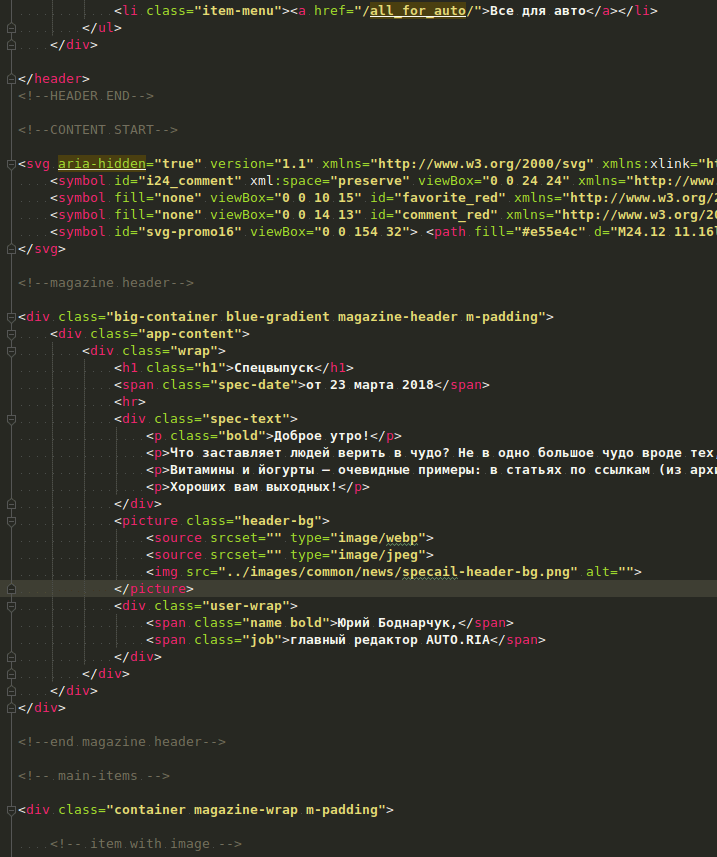 <li class="item-menu"><a href="/all_for_auto/">Все для авто</a></li>
</ul>
</div>
</header>
<!--HEADER END-->
<!--CONTENT START-->
<svg aria-hidden="true" version="1.1" xmlns="http://www.w3.org/2000/svg" xmlns:xlink="ht
<symbol id="i24_comment" xml:space="preserve" viewBox="0 0 24 24" xmlns="http://www.
<symbol fill="none" viewBox="0 0 10 15" id="favorite_red" xmlns="http://www.w3.org/2
<symbol fill="none" viewBox="0 0 14 13" id="comment_red" xmlns="http://www.w3.org/20
<symbol id="svg-promo16" viewBox="0 0 154 32"> <path fill="#e55e4c" d="M24.12 11.16l
</svg>
<!--magazine header-->
<div class="big-container blue-gradient magazine-header m-padding">
<div class="app-content">
<div class="wrap">
<h1 class="h1">Спецвыпуск</h1>
<span class="spec-date">от 23 марта 2018</span>
<hr>
<div class="spec-text">
<p class="bold">Доброе утро!</p>
<p>Что заставляет людей верить в чудо? Не в одно большое чудо вроде тех,
<p>Витамины и йогурты — очевидные примеры: в статьях по ссылкам (из архи
<p>Хороших вам выходных!</p>
</div>
<picture class="header-bg">
<source srcset="" type="image/webp">
<source srcset="" type="image/jpeg">
<img src="../images/common/news/specail-header-bg.png" alt="">
</picture>
<div class="user-wrap">
<span class="name bold">Юрий Боднарчук,</span>
<span class="job">главный редактор AUTO.RIA</span>
</div>
</div>
</div>
</div>
<!--end magazine header-->
<!-- main-items -->
<div class="container magazine-wrap m-padding">
<!-- item with image -->